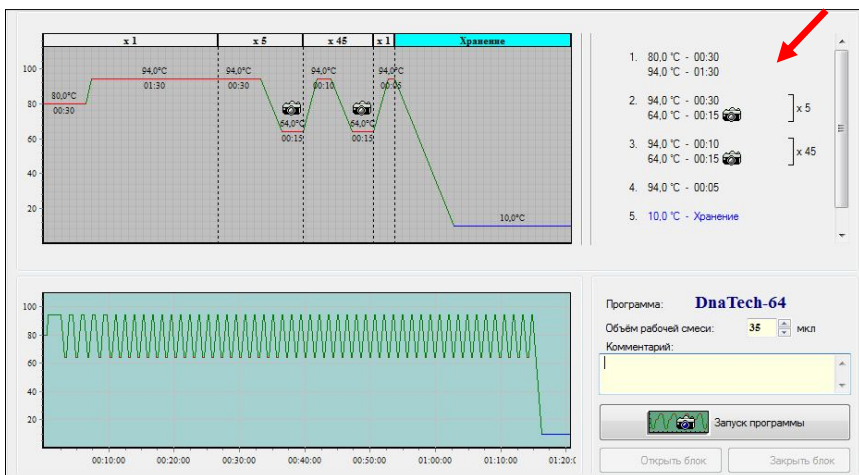 x 1 x 5 x 45 x 1 Хранение
100
80
60
40
20
80,0°C
00:30
94,0°C
01:30
94,0°C
00:30
64,0°C
00:15
94,0°C
00:10
64,0°C
00:15
94,0°C
00:05
10,0°C
1. 80,0 °C - 00:30
94,0 °C - 01:30
2. 94,0 °C - 00:30
64,0 °C - 00:15
x 5
3. 94,0 °C - 00:10
64,0 °C - 00:15
x 45
4. 94,0 °C - 00:05
5. 10,0 °C - Хранение
100
80
60
40
20
00:10:00 00:20:00 00:30:00 00:40:00 00:50:00 01:00:00 01:10:00 01:20:0
Программа: DnaTech-64
Объём рабочей смеси: 35 мкл
Комментарий:
Запуск программы
Открыть блок Закрыть блок